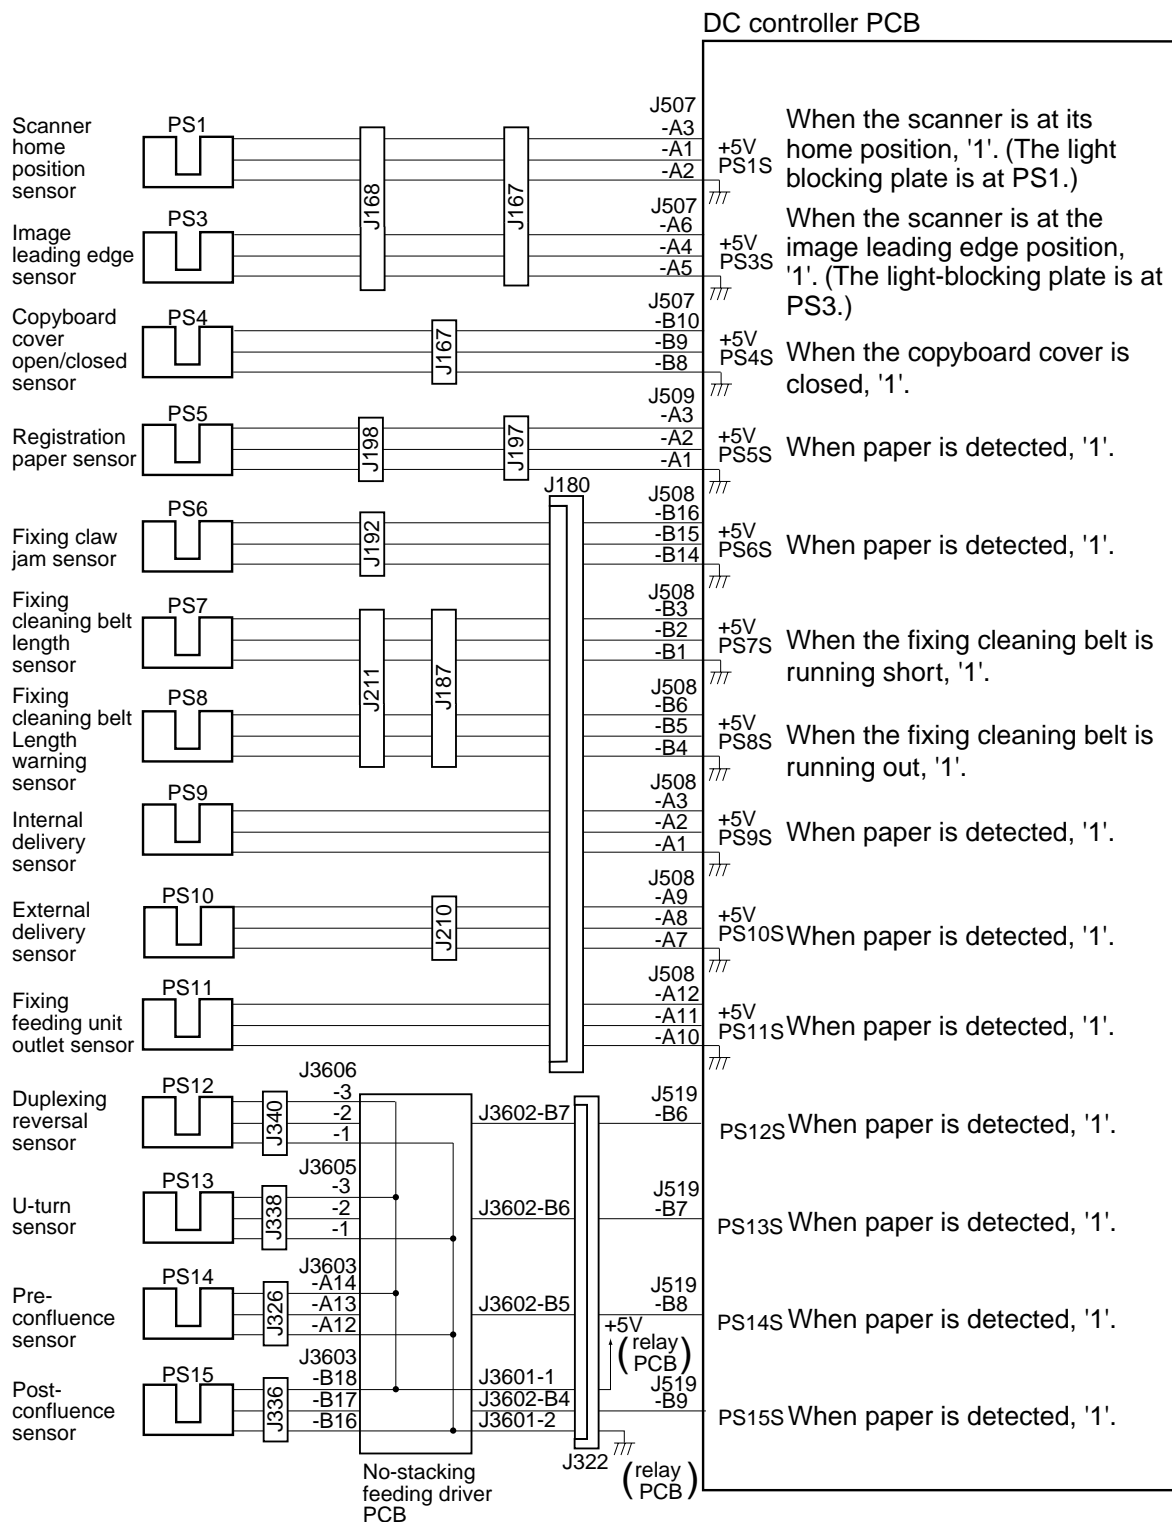 DC controller PCB
Scanner
home
position
sensor
PS1
J168
J167
J507
-A3
-A1
-A2
+5V
PS1S
When the scanner is at its
home position, '1'. (The light
blocking plate is at PS1.)
Image
leading edge
sensor
PS3
J507
-A6
-A4
-A5
+5V
PS3S
When the scanner is at the
image leading edge position,
'1'. (The light-blocking plate is at
PS3.)
Copyboard
cover
open/closed
sensor
PS4
J167
J507
-B10
-B9
-B8
+5V
PS4S
When the copyboard cover is
closed, '1'.
Registration
paper sensor
PS5
J198
J197
J509
-A3
-A2
-A1
+5V
PS5S
When paper is detected, '1'.
J180
Fixing claw
jam sensor
PS6
J192
J508
-B16
-B15
-B14
+5V
PS6S
When paper is detected, '1'.
Fixing
cleaning belt
length
sensor
PS7
J211
J187
J508
-B3
-B2
-B1
+5V
PS7S
When the fixing cleaning belt is
running short, '1'.
Fixing
cleaning belt
Length
warning
sensor
PS8
J508
-B6
-B5
-B4
+5V
PS8S
When the fixing cleaning belt is
running out, '1'.
Internal
delivery
sensor
PS9
J508
-A3
-A2
-A1
+5V
PS9S
When paper is detected, '1'.
External
delivery
sensor
PS10
J210
J508
-A9
-A8
-A7
+5V
PS10S
When paper is detected, '1'.
Fixing
feeding unit
outlet sensor
PS11
J508
-A12
-A11
-A10
+5V
PS11S
When paper is detected, '1'.
Duplexing
reversal
sensor
PS12
J340
J3606
-3
-2
-1
J3602-B7
J519
-B6
PS12S
When paper is detected, '1'.
U-turn
sensor
PS13
J338
J3605
-3
-2
-1
J3602-B6
J519
-B7
PS13S
When paper is detected, '1'.
Pre-
confluence
sensor
PS14
J326
J3603
-A14
-A13
-A12
J3602-B5
J519
-B8
PS14S
When paper is detected, '1'.
+5V
(relay
PCB)
Post-
confluence
sensor
PS15
J336
J3603
-B18
-B17
-B16
J3601-1
J3602-B4
J3601-2
J519
-B9
PS15S
When paper is detected, '1'.
J322
(relay
PCB)
No-stacking
feeding driver
PCB